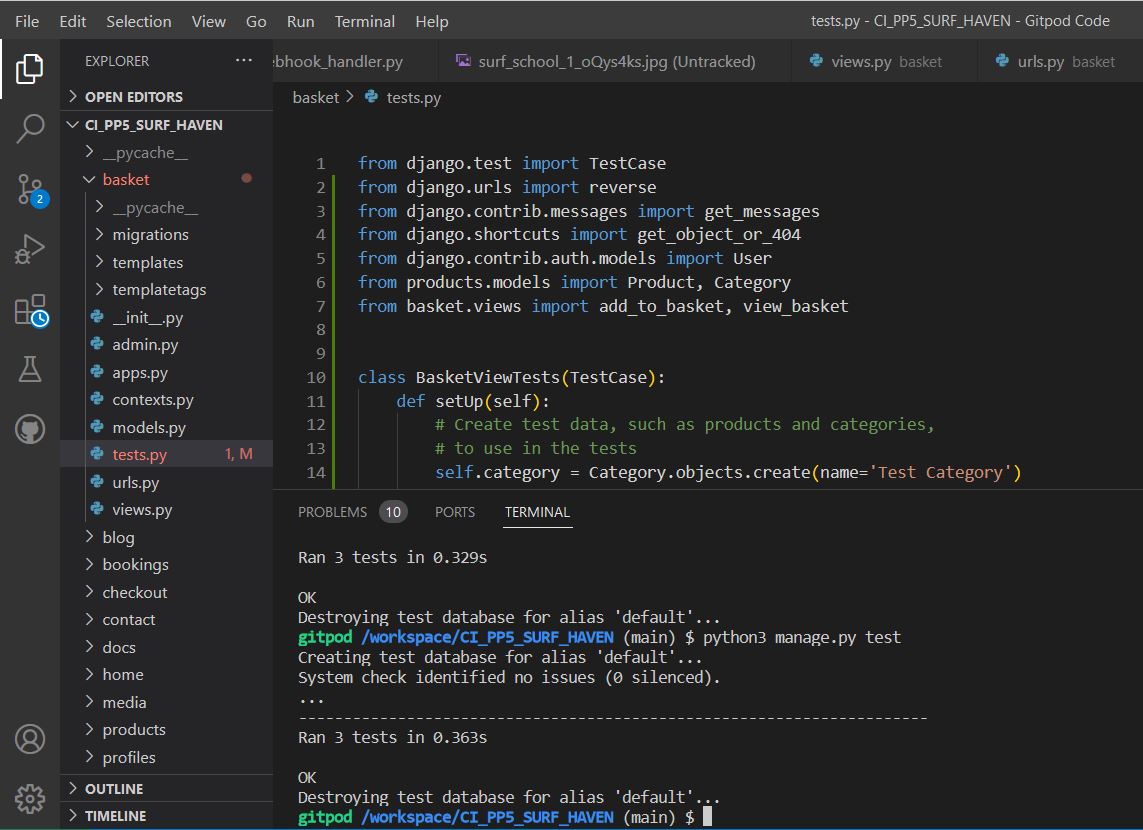 File Edit Selection View Go Run Terminal Help
tests.py - CI_PP5_SURF_HAVEN - Gitpod Code
EXPLORER
OPEN EDITORS
CI_PP5_SURF_HAVEN
__pycache__
basket
__pycache__
migrations
templates
templatetags
__init__.py
admin.py
apps.py
contexts.py
models.py
tests.py 1, M
urls.py
views.py
blog
bookings
checkout
contact
docs
home
media
products
profiles
OUTLINE
TIMELINE
2
ebhook_handler.py surf_school_1_oQys4ks.jpg (Untracked) views.py basket urls.py basket
basket > tests.py
1 from django.test import TestCase
2 from django.urls import reverse
3 from django.contrib.messages import get_messages
4 from django.shortcuts import get_object_or_404
5 from django.contrib.auth.models import User
6 from products.models import Product, Category
7 from basket.views import add_to_basket, view_basket
8
9
10 class BasketViewTests(TestCase):
11 def setUp(self):
12 # Create test data, such as products and categories,
13 # to use in the tests
14 self.category = Category.objects.create(name='Test Category')
PROBLEMS 10 PORTS TERMINAL
Ran 3 tests in 0.329s
OK
Destroying test database for alias 'default'...
gitpod /workspace/CI_PP5_SURF_HAVEN (main) $ python3 manage.py test
Creating test database for alias 'default'...
System check identified no issues (0 silenced).
...
----------------------------------------------------------------------
Ran 3 tests in 0.363s
OK
Destroying test database for alias 'default'...
gitpod /workspace/CI_PP5_SURF_HAVEN (main) $